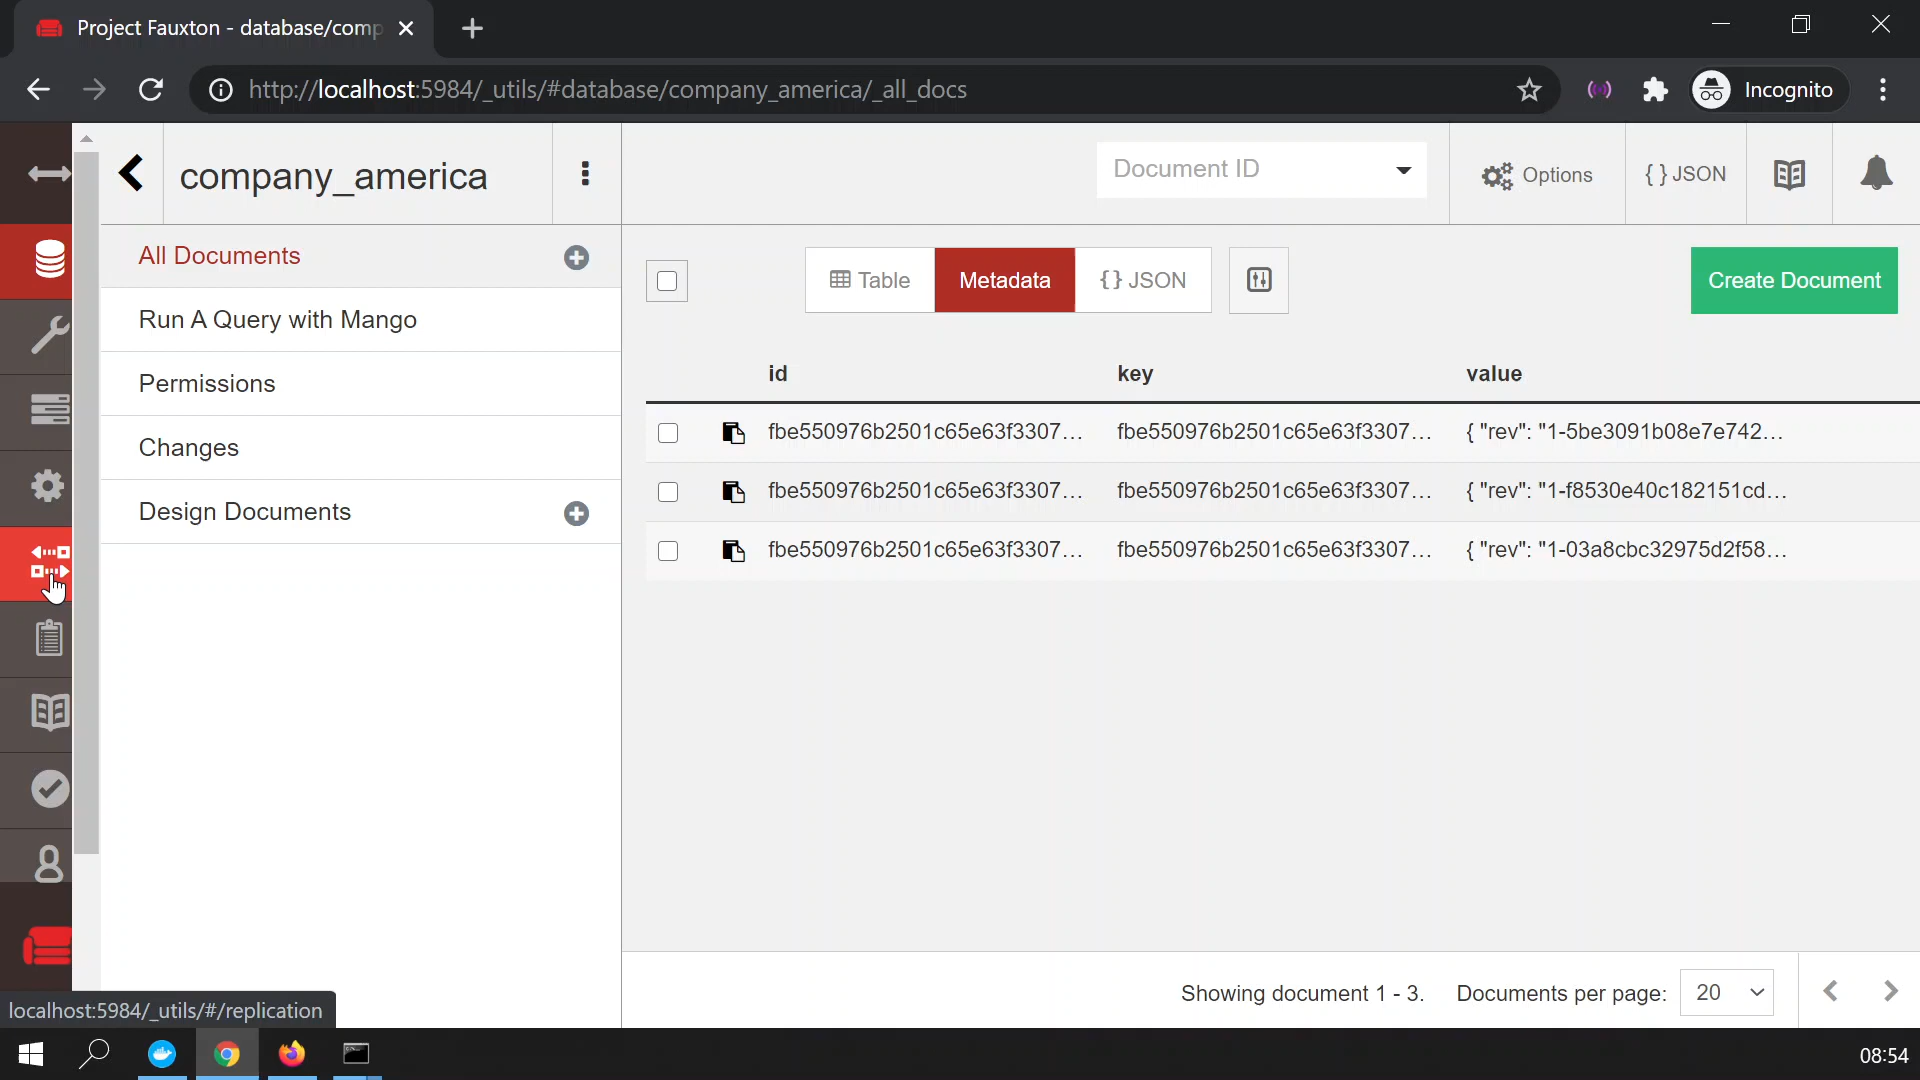 Project Fauxton - database/comp
http://localhost:5984/_utils/#database/company_america/_all_docs
Incognito
company_america
Document ID
Options
{ } JSON
All Documents
Run A Query with Mango
Permissions
Changes
Design Documents
Table
Metadata
{ } JSON
Create Document
id key value
fbe550976b2501c65e63f3307... fbe550976b2501c65e63f3307... { "rev": "1-5be3091b08e7e742...
fbe550976b2501c65e63f3307... fbe550976b2501c65e63f3307... { "rev": "1-f8530e40c182151cd...
fbe550976b2501c65e63f3307... fbe550976b2501c65e63f3307... { "rev": "1-03a8cbc32975d2f58...
Showing document 1 - 3. Documents per page: 20
localhost:5984/_utils/#/replication
08:54